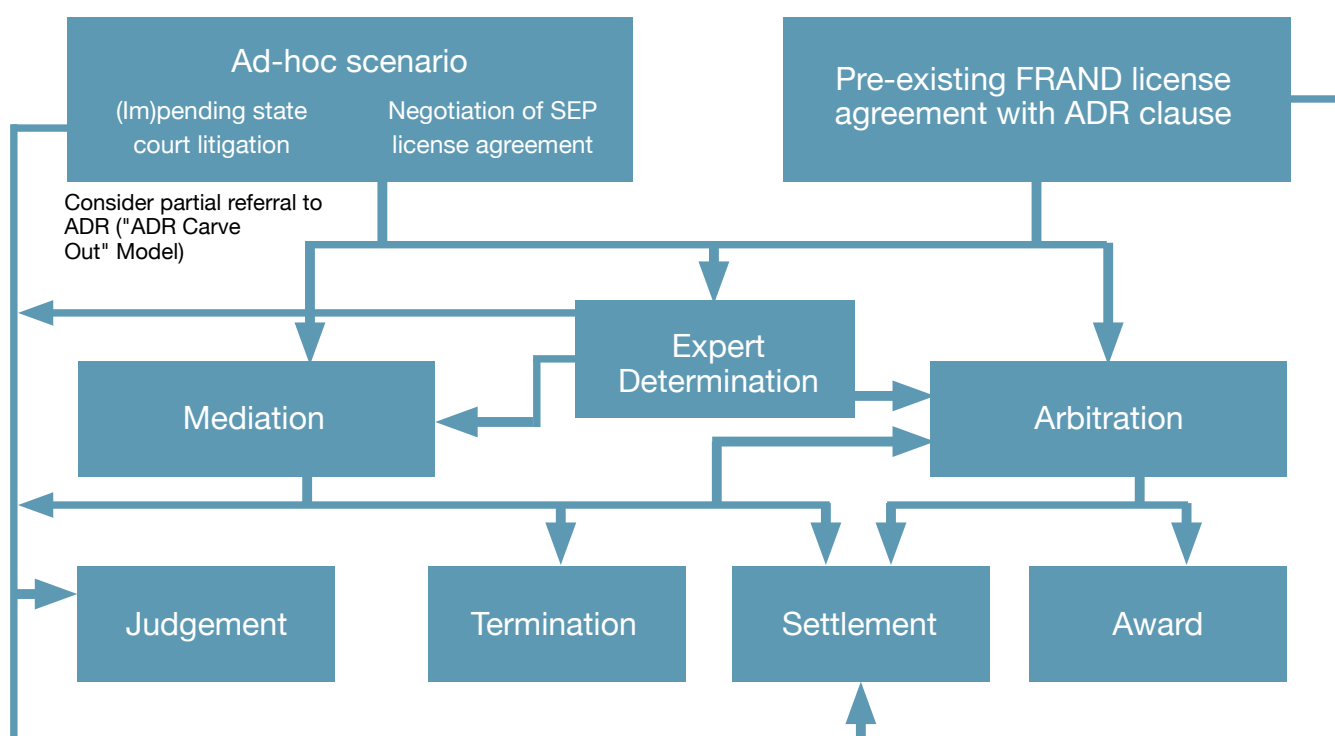 Ad-hoc scenario
(Im)pending state
court litigation
Negotiation of SEP
license agreement
Pre-existing FRAND license
agreement with ADR clause
Consider partial referral to
ADR ("ADR Carve
Out" Model)
Expert
Determination
Mediation
Arbitration
Judgement
Termination
Settlement
Award